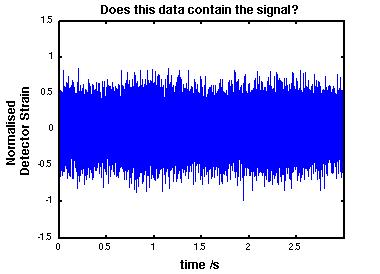 Does this data contain the signal?
1.5
1
0.5
0
-0.5
-1
-1.5
Normalised
Detector Strain
0 0.5 1 1.5 2 2.5
time /s